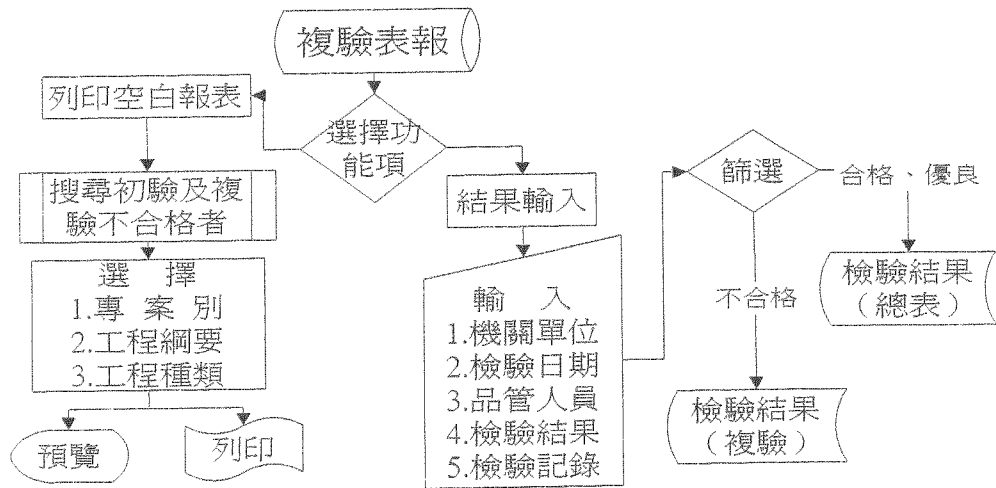 複驗表報
選擇功
能項
列印空白報表
搜尋初驗及複
驗不合格者
選 擇
1.專 案 別
2.工程綱要
3.工程種類
預覽
列印
結果輸入
輸 入
1.機關單位
2.檢驗日期
3.品管人員
4.檢驗結果
5.檢驗記錄
篩選
合格、優良
檢驗結果
（總表）
不合格
檢驗結果
（複驗）